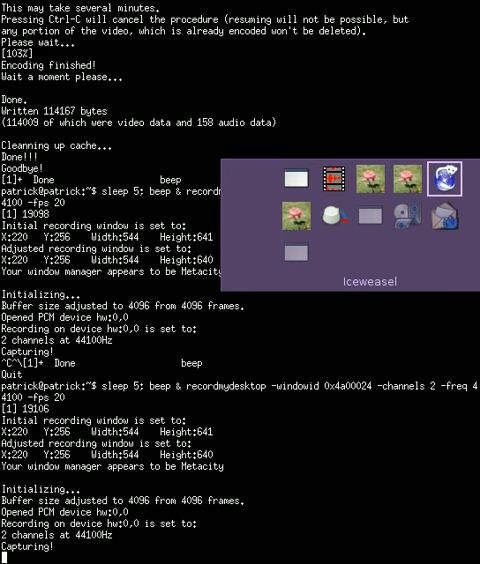 This may take several minutes.
Pressing Ctrl-C will cancel the procedure (resuming will not be possible, but
any portion of the video, which is already encoded won't be deleted).
Please wait...
[103%]
Encoding finished!
Wait a moment please...
Done.
Written 114167 bytes
(114009 of which were video data and 158 audio data)
Cleanning up cache...
Done!!!
Goodbye!
[1]+  Done                    beep
patrick@patrick:~$ sleep 5; beep & recordm
4100 -fps 20
[1] 19098
Initial recording window is set to:
X:220   Y:256    Width:544    Height:641
Adjusted recording window is set to:
X:220   Y:256    Width:544    Height:640
Your window manager appears to be Metacity
Iceweasel
Initializing...
Buffer size adjusted to 4096 from 4096 frames.
Opened PCM device hw:0,0
Recording on device hw:0,0 is set to:
2 channels at 44100Hz
Capturing!
^C^\[1]+  Done                    beep
Quit
patrick@patrick:~$ sleep 5; beep & recordmydesktop -windowid 0x4a00024 -channels 2 -freq 4
4100 -fps 20
[1] 19106
Initial recording window is set to:
X:220   Y:256    Width:544    Height:641
Adjusted recording window is set to:
X:220   Y:256    Width:544    Height:640
Your window manager appears to be Metacity
Initializing...
Buffer size adjusted to 4096 from 4096 frames.
Opened PCM device hw:0,0
Recording on device hw:0,0 is set to:
2 channels at 44100Hz
Capturing!